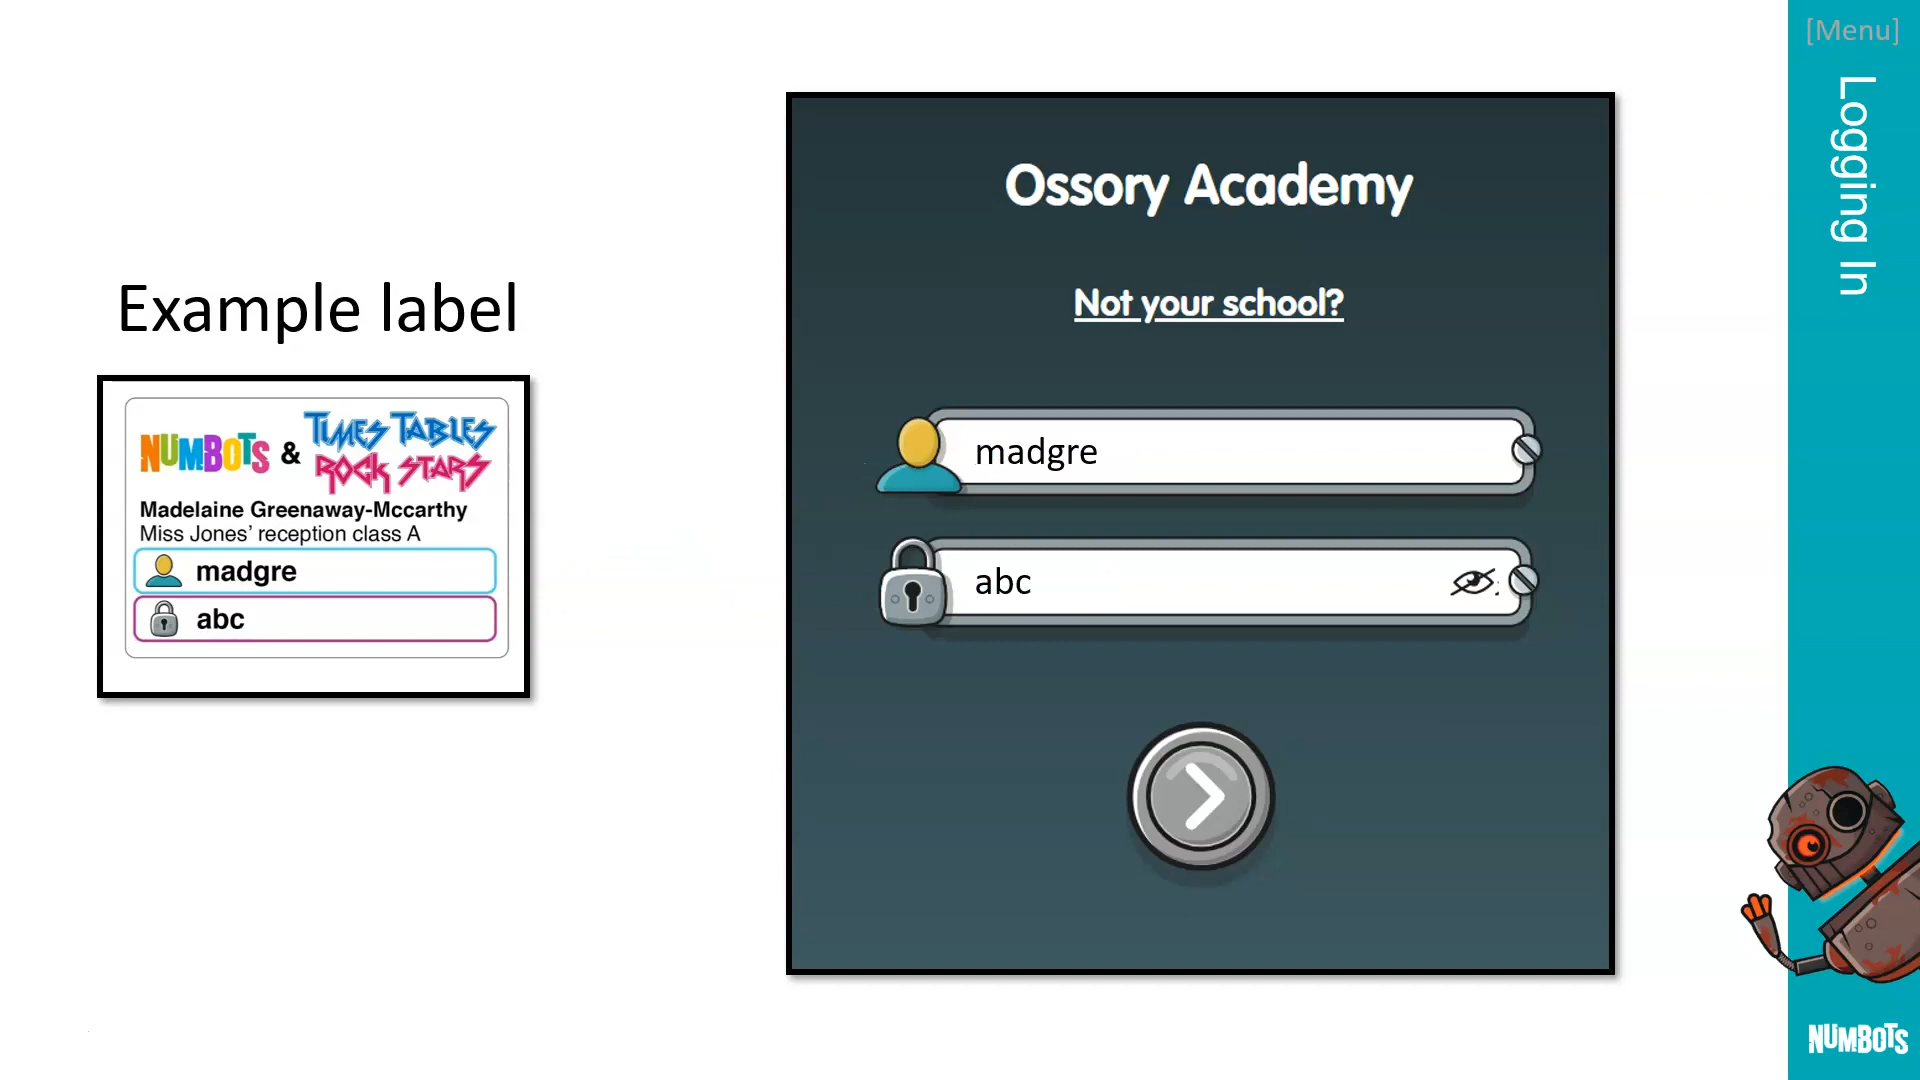 [Menu]
Logging In
Example label
NUMBOTS & TIMES TABLES ROCK STARS
Madelaine Greenaway-Mccarthy
Miss Jones’ reception class A
madgre
abc
Ossory Academy
Not your school?
madgre
abc
NUMBOTS